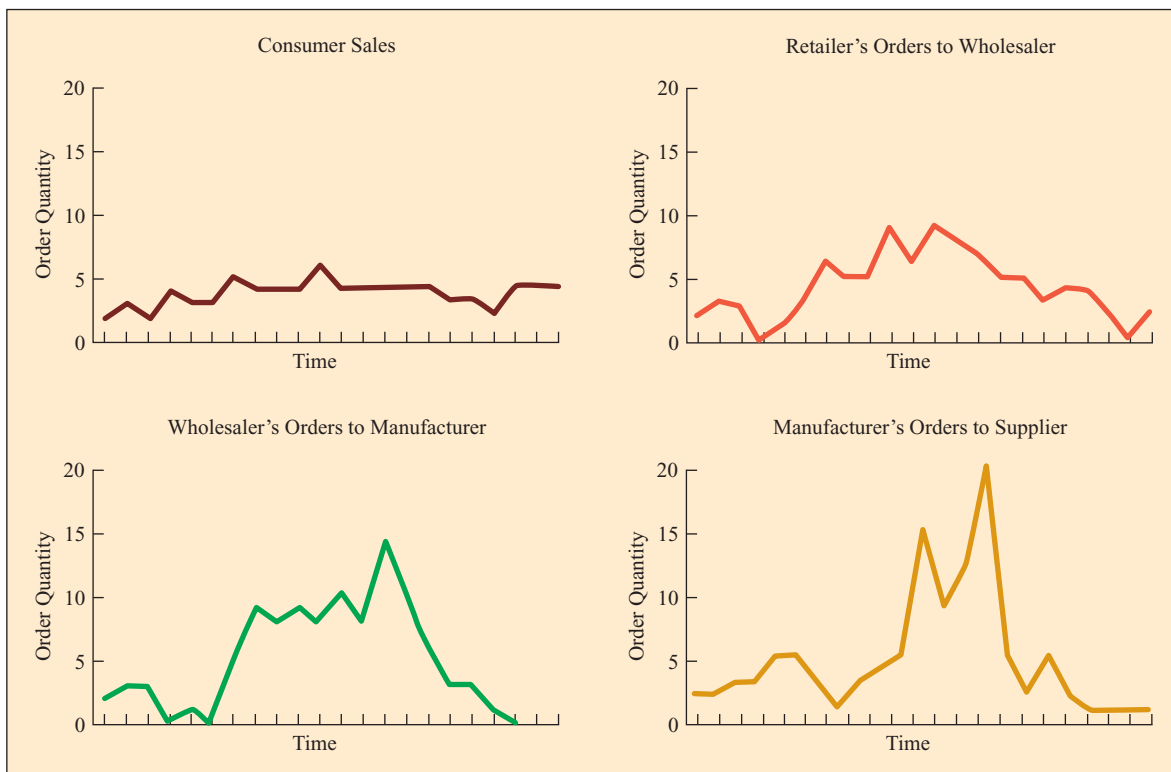 Consumer Sales
20
15
10
5
0
Order Quantity
Time
Retailer’s Orders to Wholesaler
20
15
10
5
0
Order Quantity
Time
Wholesaler’s Orders to Manufacturer
20
15
10
5
0
Order Quantity
Time
Manufacturer’s Orders to Supplier
20
15
10
5
0
Order Quantity
Time